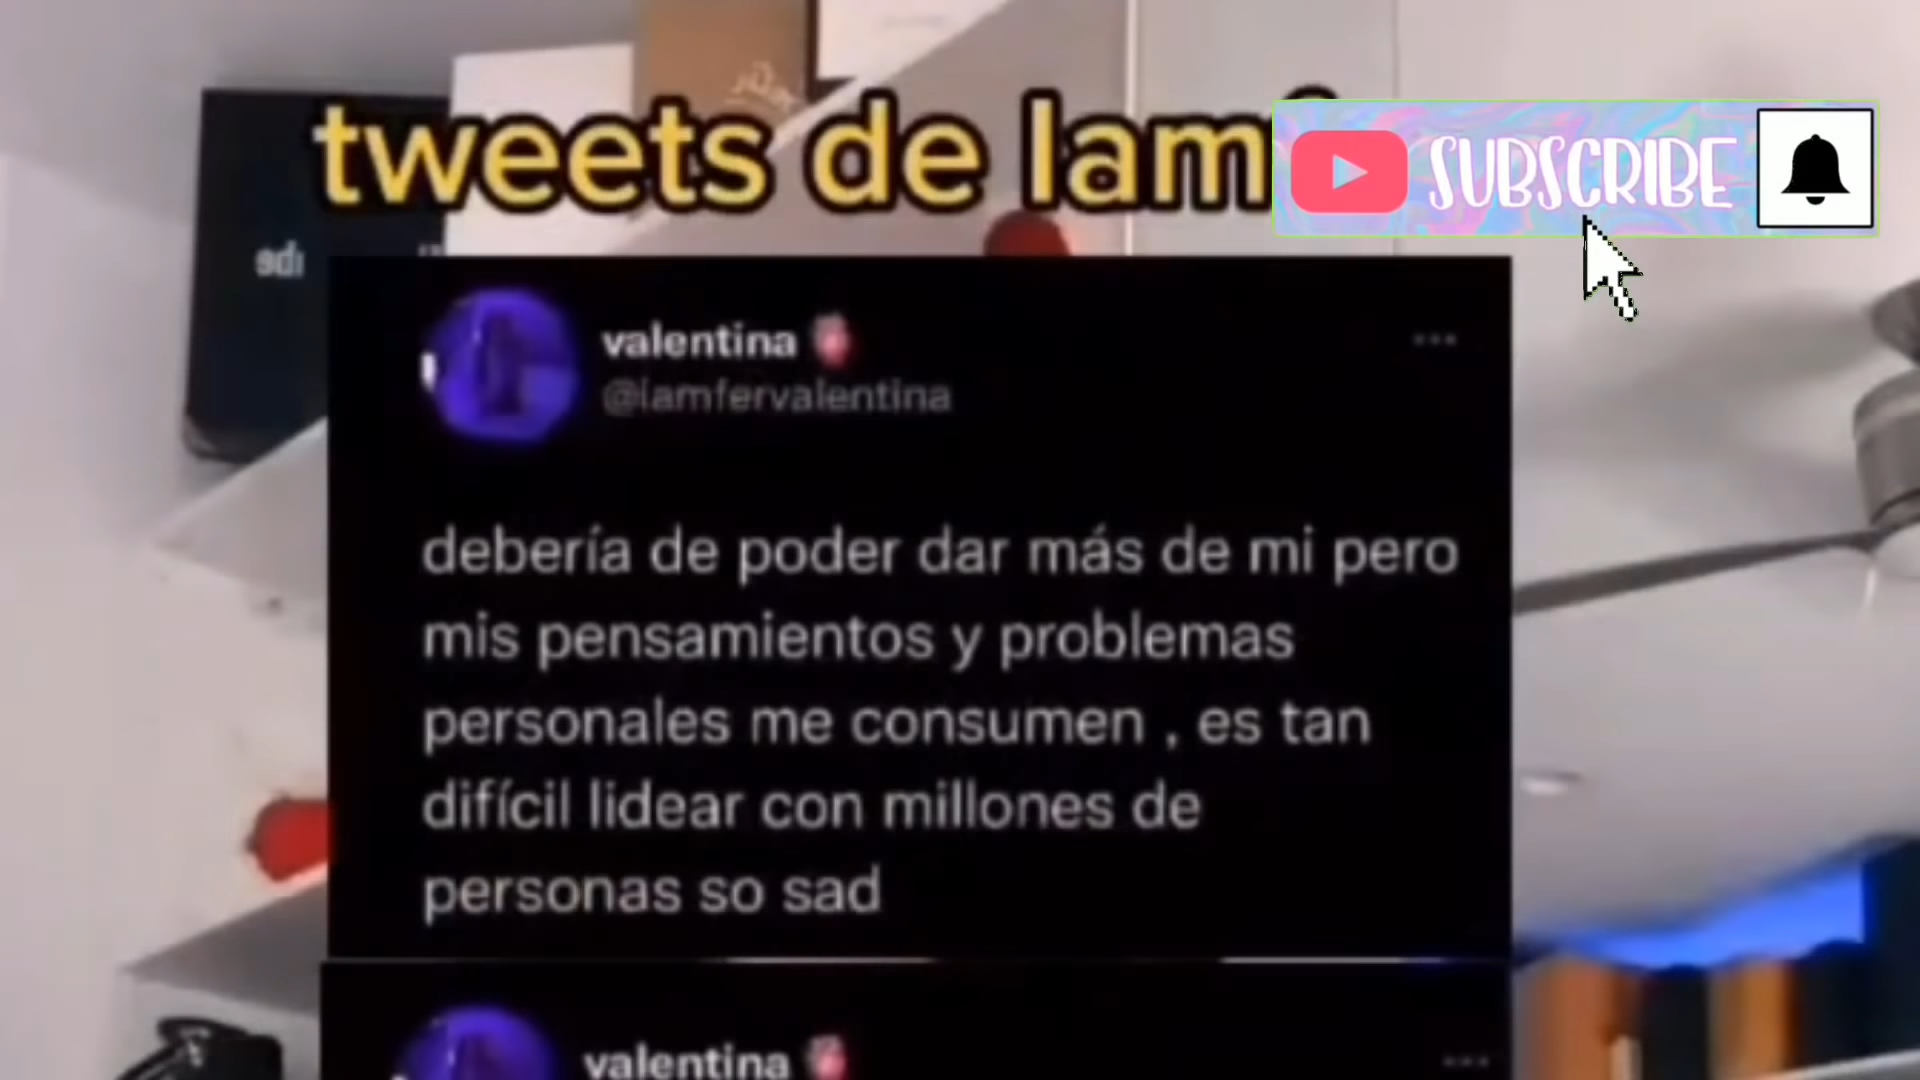 tweets de Iam
SUBSCRIBE
valentina
@Iamfervalentina
debería de poder dar más de mi pero
mis pensamientos y problemas
personales me consumen , es tan
difícil lidear con millones de
personas so sad
valentina